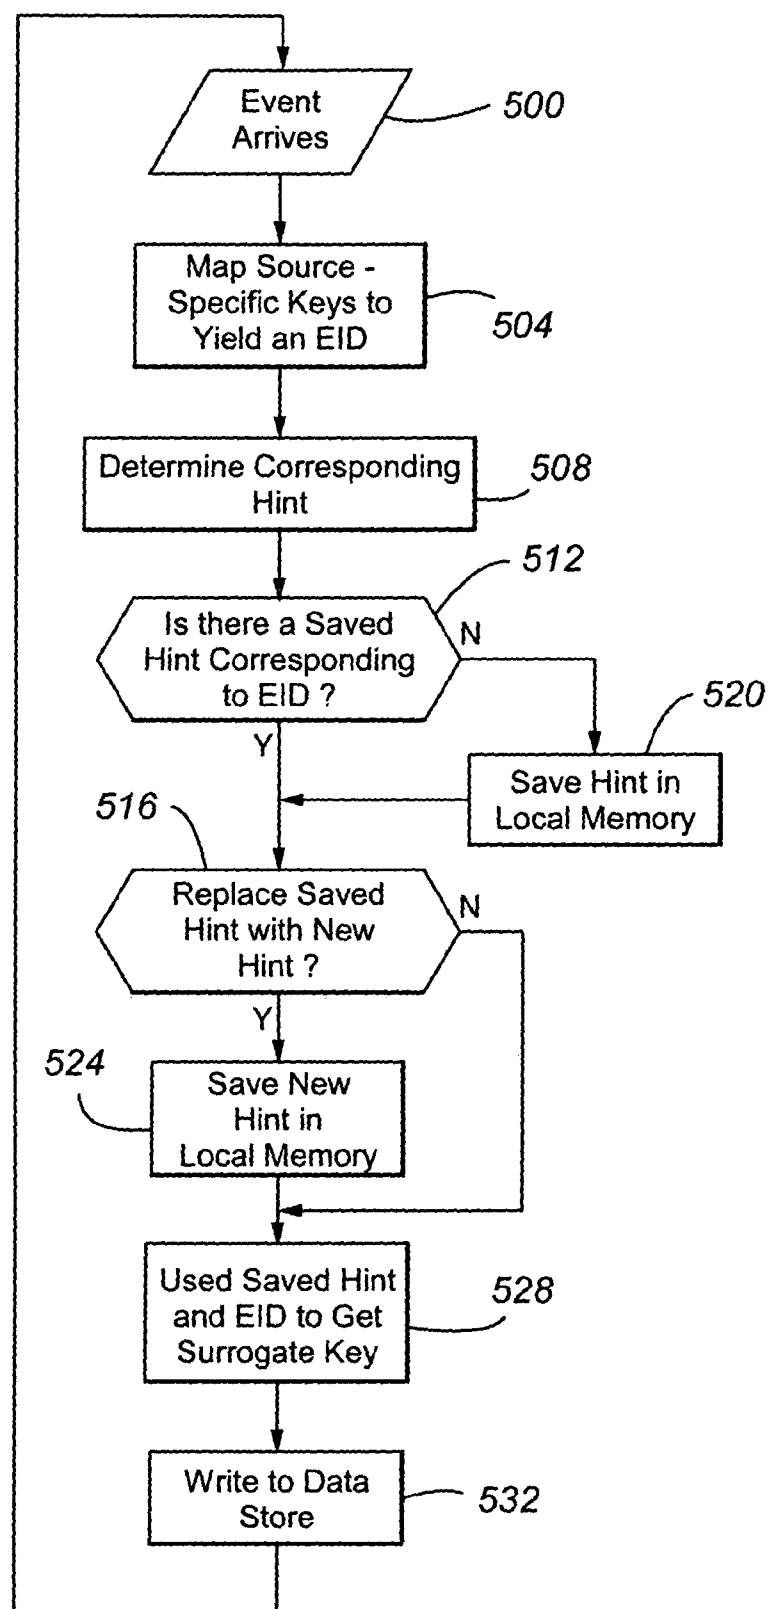 Event
Arrives
500
Map Source -
Specific Keys to
Yield an EID
504
Determine Corresponding
Hint
508
512
Is there a Saved
Hint Corresponding
to EID ?
N
Y
520
Save Hint in
Local Memory
516
Replace Saved
Hint with New
Hint ?
N
Y
524
Save New
Hint in
Local Memory
Used Saved Hint
and EID to Get
Surrogate Key
528
Write to Data
Store
532